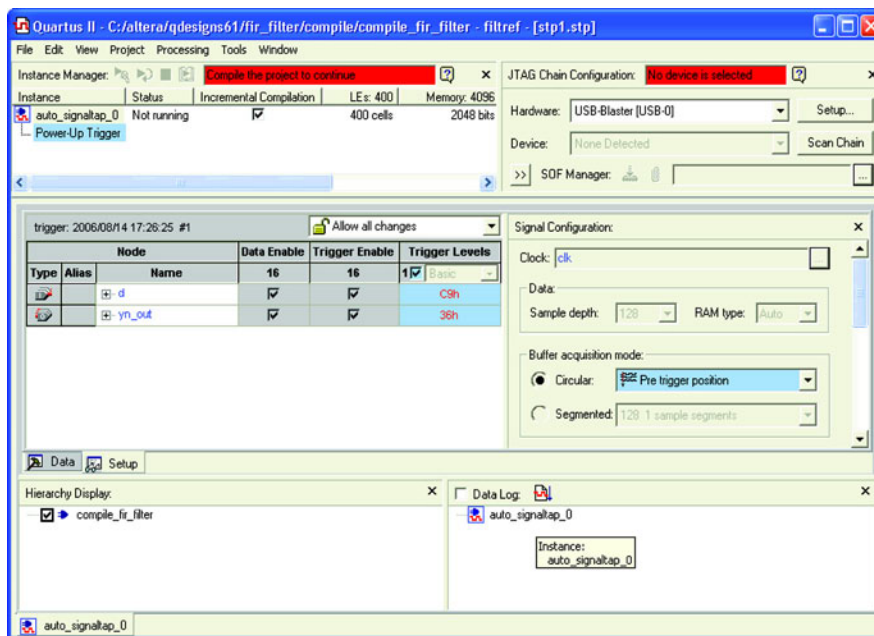 Quartus II - C:/altera/qdesigns61/fir_filter/compile/compile_fir_filter - filtref - [stp1.stp]
File Edit View Project Processing Tools Window
Instance Manager: Compile the project to continue
Instance Status Incremental Compilation LEs: 400 Memory: 4096
auto_signaltap_0 Not running 400 cells 2048 bits
Power-Up Trigger
JTAG Chain Configuration: No device is selected
Hardware: USB-Blaster [USB-0] Setup...
Device: None Detected Scan Chain
>> SOF Manager: ...
trigger: 2006/08/14 17:26:25 #1 Allow all changes
Node Data Enable Trigger Enable Trigger Levels
Type Alias Name 16 16 1 Basic
d C9h
yn_out 36h
Data Setup
Signal Configuration:
Clock: clk ...
Data:
Sample depth: 128 RAM type: Auto
Buffer acquisition mode:
Circular: Pre trigger position
Segmented: 128 1 sample segments
Hierarchy Display:
compile_fir_filter
Data Log:
auto_signaltap_0
Instance:
auto_signaltap_0
auto_signaltap_0